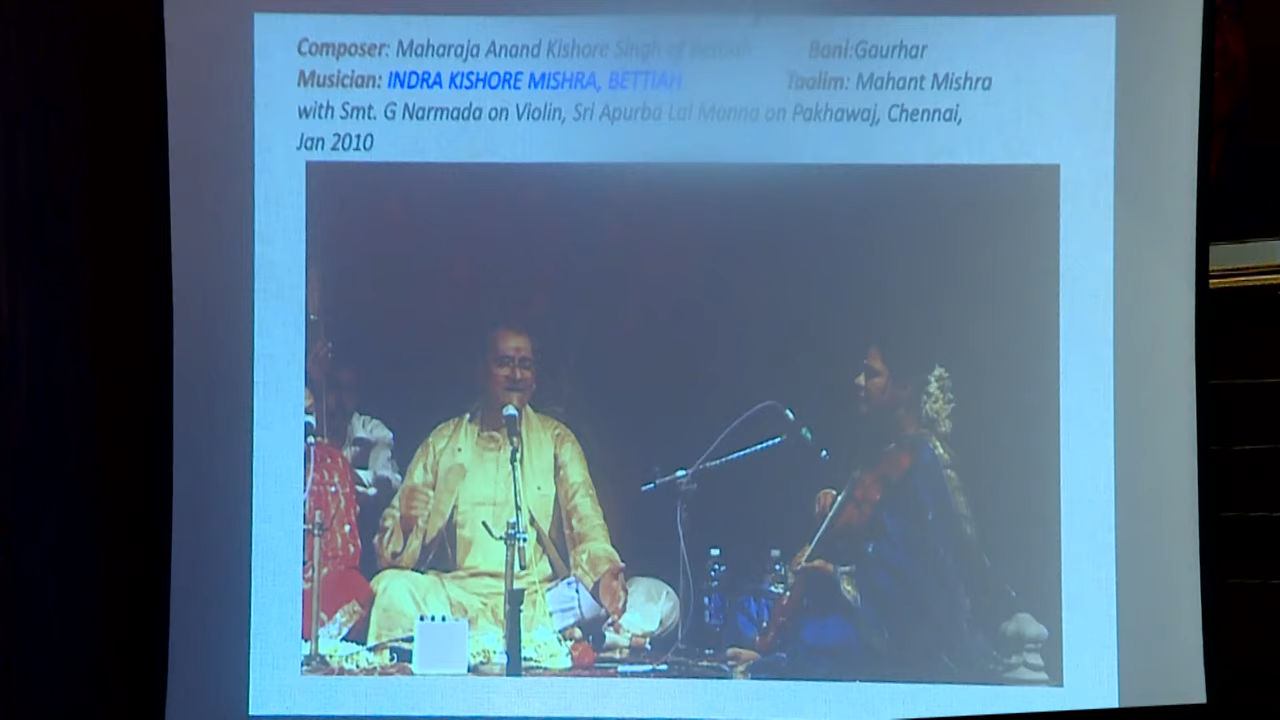 Composer: Maharaja Anand Kishore Singh of Bettiah Bani:Gaurhar
Musician: INDRA KISHORE MISHRA, BETTIAH Taalim: Mahant Mishra
with Smt. G Narmada on Violin, Sri Apurba Lal Manna on Pakhawaj, Chennai,
Jan 2010